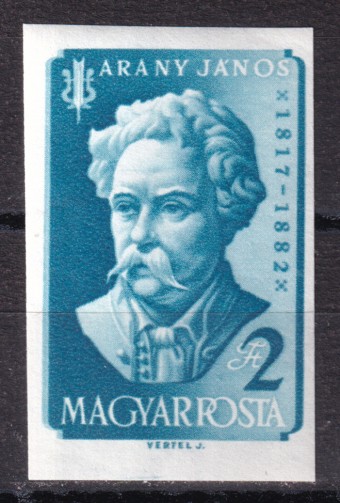 ARANY JÁNOS
×1817-1882×
2 Ft
MAGYAR POSTA
VERTEL J.